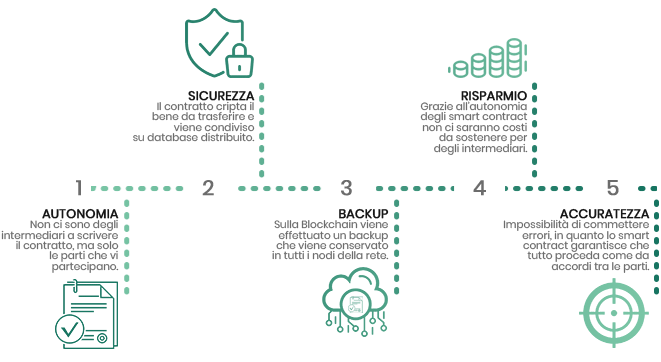 SICUREZZA
Il contratto cripta il
bene da trasferire e
viene condiviso
su database distribuito.
RISPARMIO
Grazie all'autonomia
degli smart contract
non ci saranno costi
da sostenere per
degli intermediari.
1
2
3
4
5
AUTONOMIA
Non ci sono degli
intermediari a scrivere
il contratto, ma solo
le parti che vi
partecipano.
BACKUP
Sulla Blockchain viene
effettuato un backup
che viene conservato
in tutti i nodi della rete.
ACCURATEZZA
Impossibilità di commettere
errori, in quanto lo smart
contract garantisce che
tutto proceda come da
accordi tra le parti.